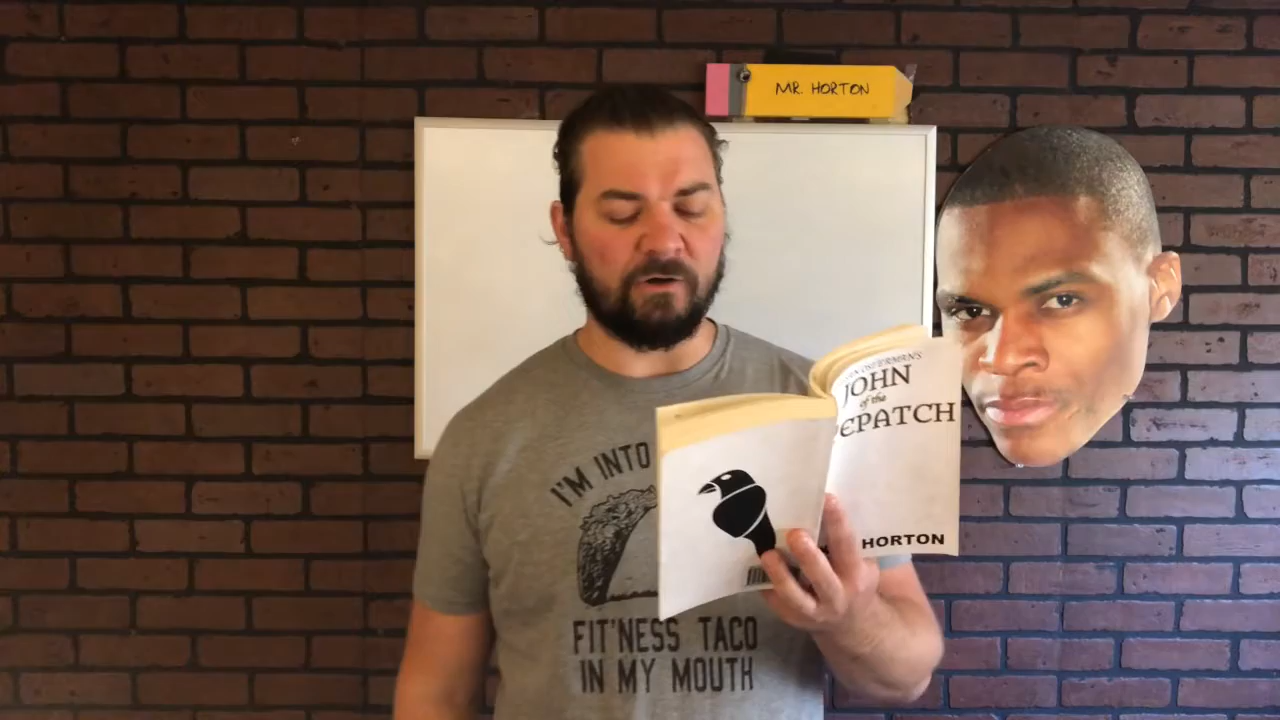 MR. HORTON
JOHN
of the
EPATCH
HORTON
I'M INTO
FIT'NESS TACO
IN MY MOUTH